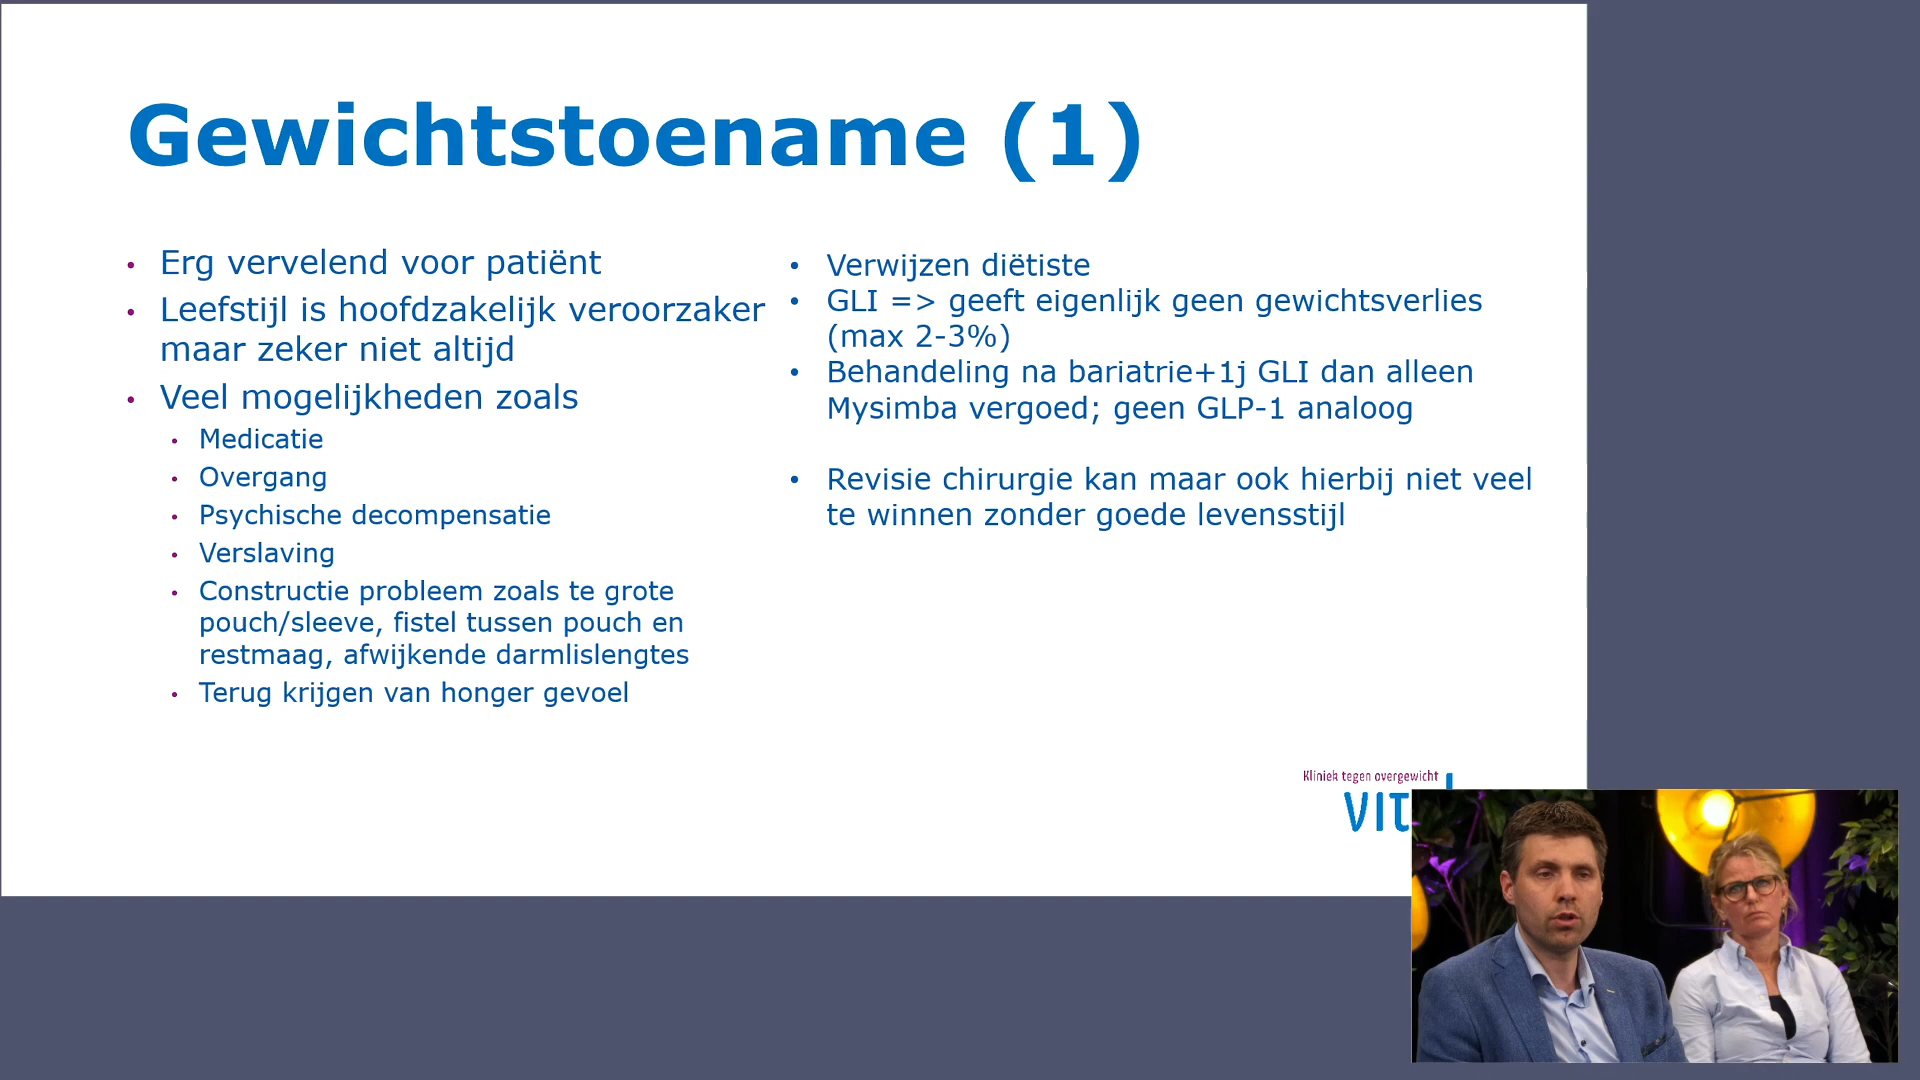 Gewichtstoename (1)
• Erg vervelend voor patiënt
• Leefstijl is hoofdzakelijk veroorzaker
maar zeker niet altijd
• Veel mogelijkheden zoals
• Medicatie
• Overgang
• Psychische decompensatie
• Verslaving
• Constructie probleem zoals te grote
pouch/sleeve, fistel tussen pouch en
restmaag, afwijkende darmlislengtes
• Terug krijgen van honger gevoel
• Verwijzen diëtiste
• GLI => geeft eigenlijk geen gewichtsverlies
(max 2-3%)
• Behandeling na bariatrie+1j GLI dan alleen
Mysimba vergoed; geen GLP-1 analoog
• Revisie chirurgie kan maar ook hierbij niet veel
te winnen zonder goede levensstijl
Kliniek tegen overgewicht